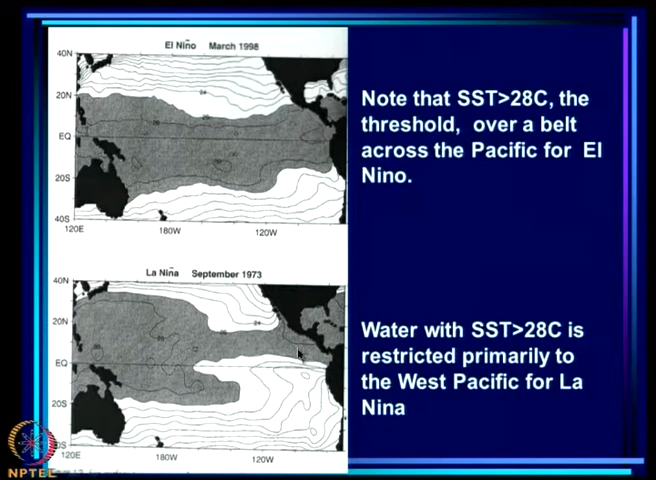 El Niño March 1998
40N
20N
EQ
20S
40S
120E
180W
120W
Note that SST>28C, the
threshold, over a belt
across the Pacific for El
Nino.
La Niña September 1973
40N
20N
EQ
20S
120E
180W
120W
Water with SST>28C is
restricted primarily to
the West Pacific for La
Nina
NPTEL